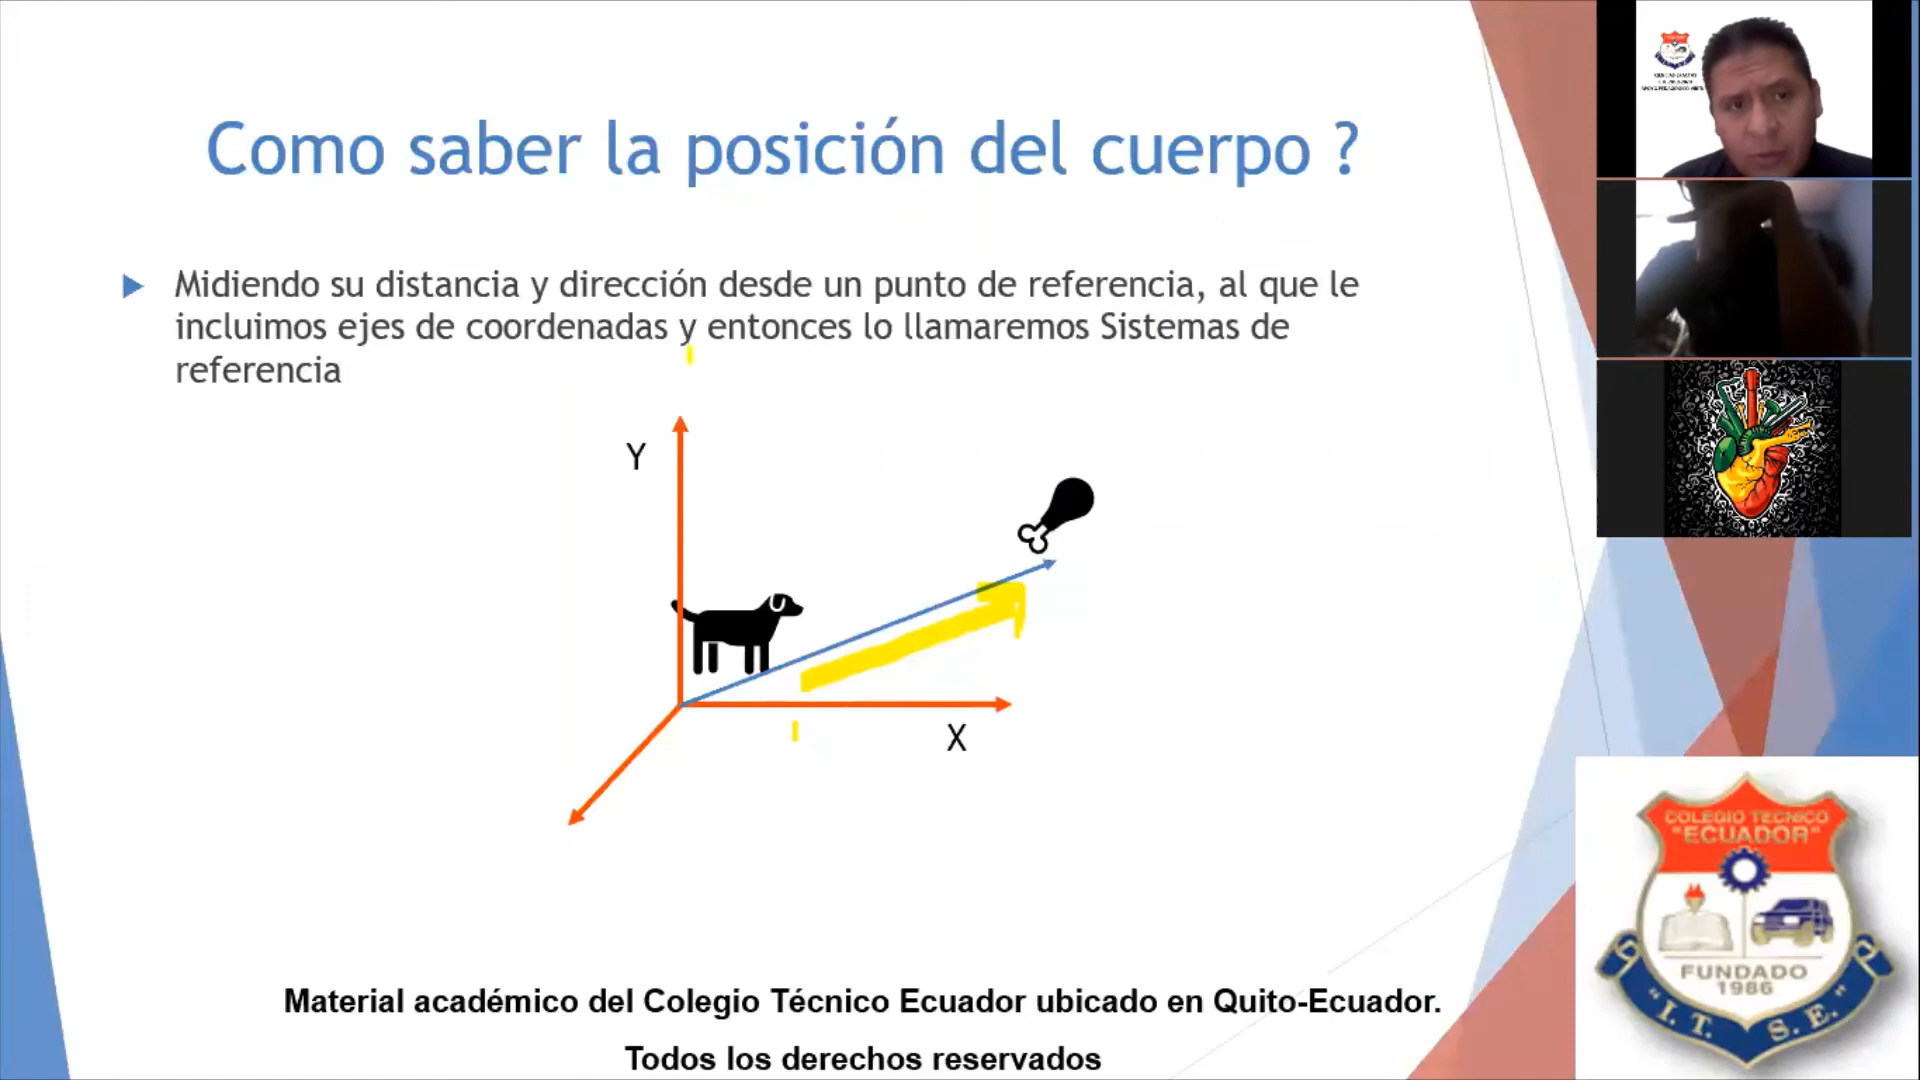 Como saber la posición del cuerpo ?
Midiendo su distancia y dirección desde un punto de referencia, al que le
incluimos ejes de coordenadas y entonces lo llamaremos Sistemas de
referencia
Y
X
Material académico del Colegio Técnico Ecuador ubicado en Quito-Ecuador.
Todos los derechos reservados
COLEGIO TECNICO
"ECUADOR"
FUNDADO
1986
"I.T. S.E."